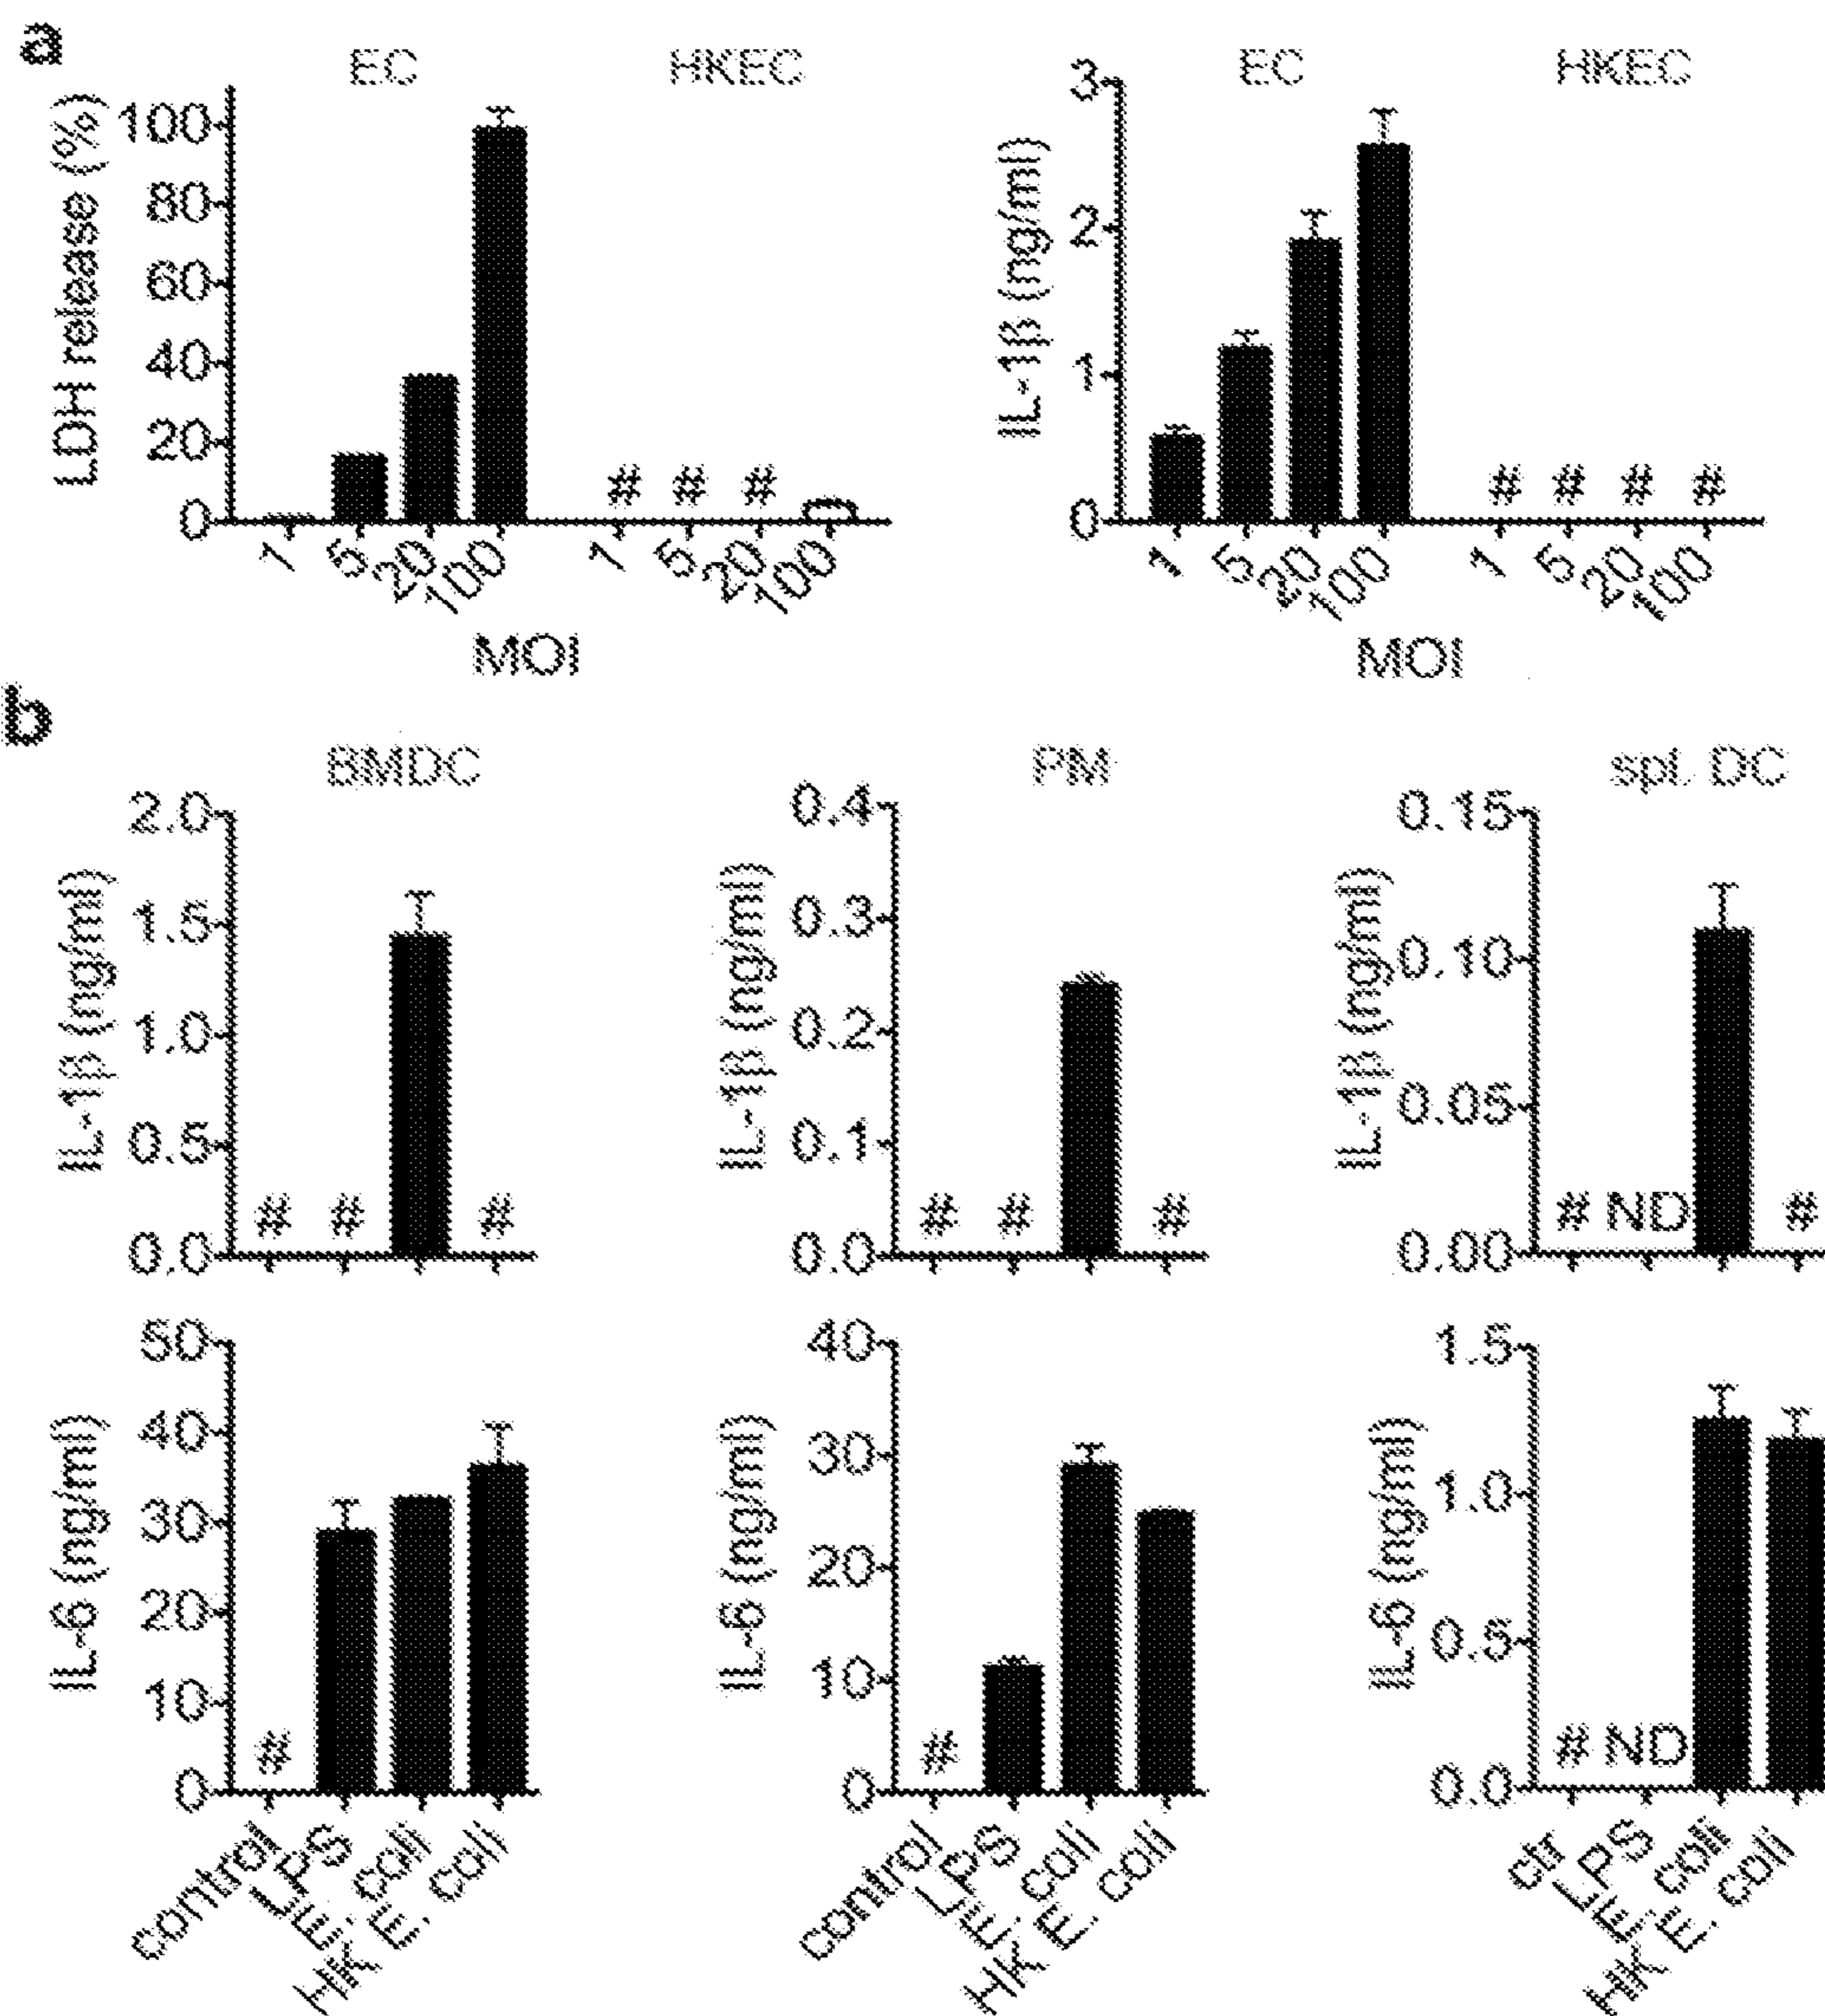 a
EC HKEC
LDH release (%)
100
80
60
40
20
0
# # #
1 5 20 100 1 5 20 100
MOI
EC HKEC
IL-1β (ng/ml)
3
2
1
0
# # # #
1 5 20 100 1 5 20 100
MOI
b
BMDC
IL-1β (ng/ml)
2.0
1.5
1.0
0.5
0.0
# # #
PM
IL-1β (ng/ml)
0.4
0.3
0.2
0.1
0.0
# # #
spl. DC
IL-1β (ng/ml)
0.15
0.10
0.05
0.00
# ND #
IL-6 (ng/ml)
50
40
30
20
10
0
#
control
LPS
E. coli
HK E. coli
IL-6 (ng/ml)
40
30
20
10
0
#
control
LPS
E. coli
HK E. coli
IL-6 (ng/ml)
1.5
1.0
0.5
0.0
# ND
ctr
LPS
E. coli
HK E. coli